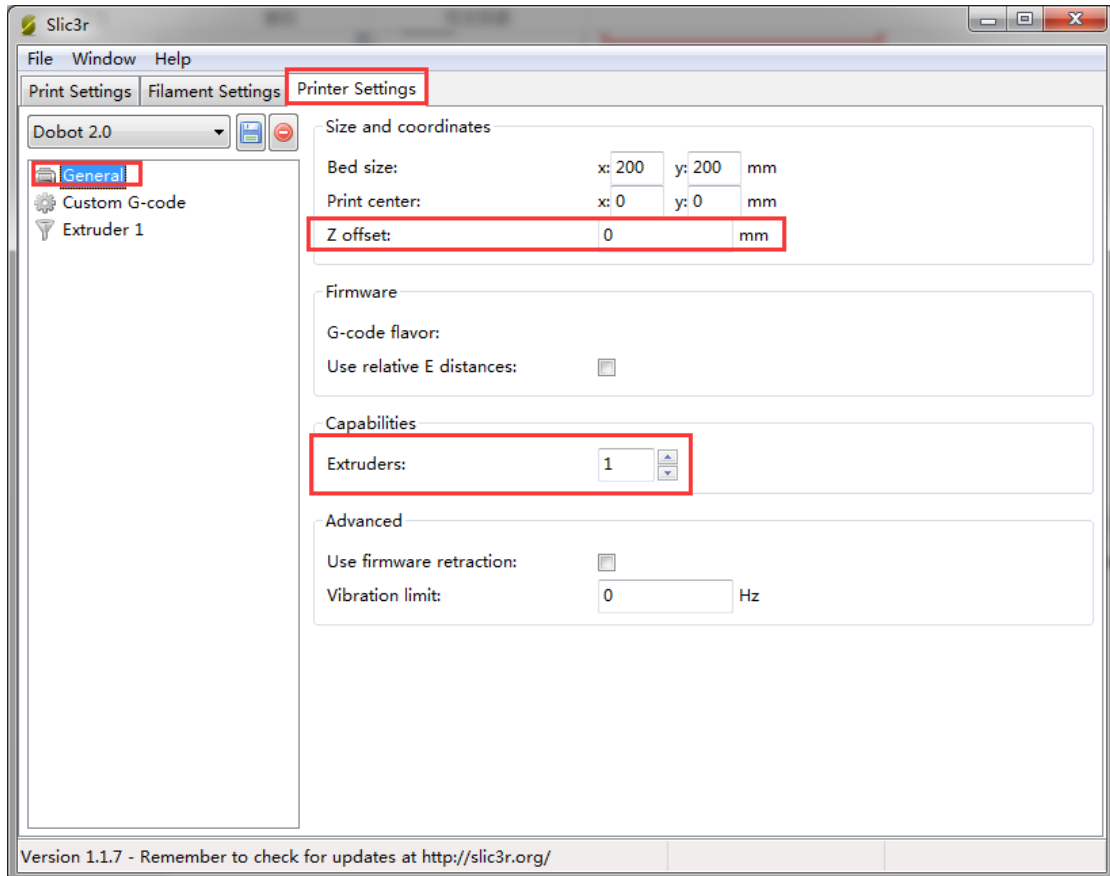 Slic3r
File Window Help
Print Settings Filament Settings Printer Settings
Dobot 2.0
General
Custom G-code
Extruder 1
Size and coordinates
Bed size: x: 200 y: 200 mm
Print center: x: 0 y: 0 mm
Z offset: 0 mm
Firmware
G-code flavor:
Use relative E distances:
Capabilities
Extruders: 1
Advanced
Use firmware retraction:
Vibration limit: 0 Hz
Version 1.1.7 - Remember to check for updates at http://slic3r.org/